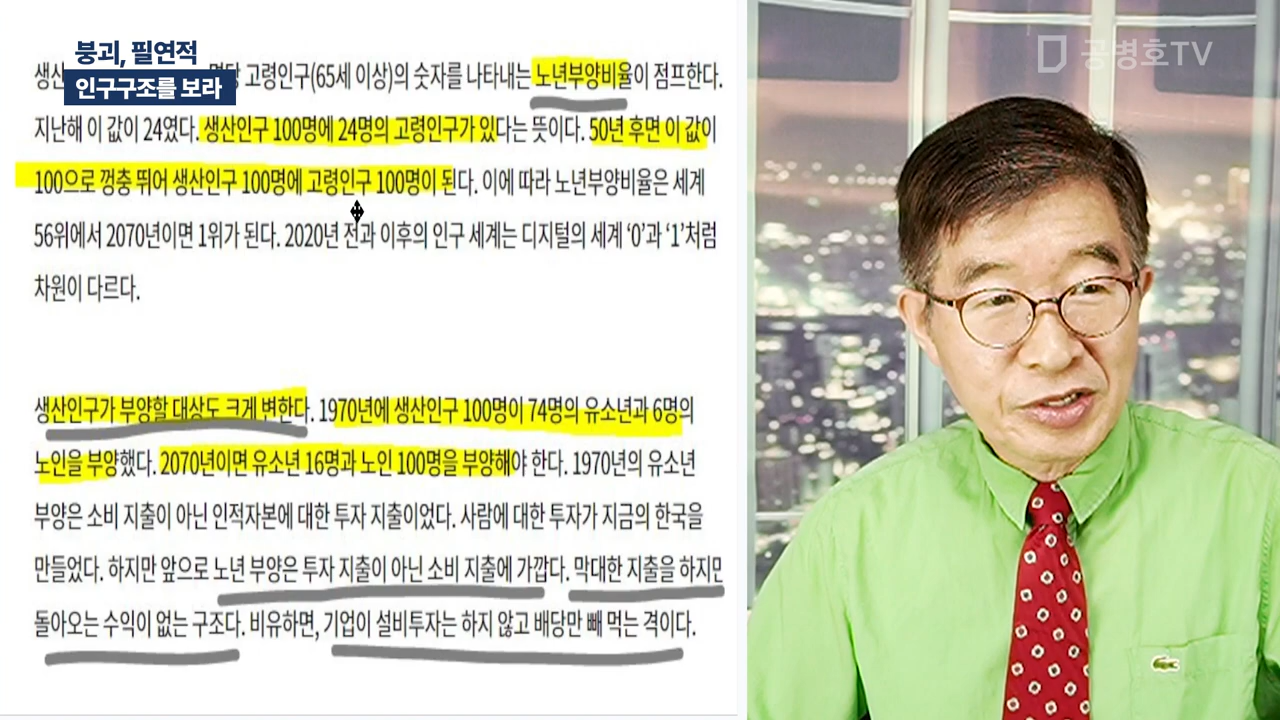 붕괴, 필연적
인구구조를 보라
공병호TV
명당 고령인구(65세 이상)의 숫자를 나타내는 노년부양비율이 점프한다.
지난해 이 값이 24였다. 생산인구 100명에 24명의 고령인구가 있다는 뜻이다. 50년 후면 이 값이
100으로 껑충 뛰어 생산인구 100명에 고령인구 100명이 된다. 이에 따라 노년부양비율은 세계
56위에서 2070년이면 1위가 된다. 2020년 전과 이후의 인구 세계는 디지털의 세계 ‘0’과 ‘1’처럼
차원이 다르다.
생산인구가 부양할 대상도 크게 변한다. 1970년에 생산인구 100명이 74명의 유소년과 6명의
노인을 부양했다. 2070년이면 유소년 16명과 노인 100명을 부양해야 한다. 1970년의 유소년
부양은 소비 지출이 아닌 인적자본에 대한 투자 지출이었다. 사람에 대한 투자가 지금의 한국을
만들었다. 하지만 앞으로 노년 부양은 투자 지출이 아닌 소비 지출에 가깝다. 막대한 지출을 하지만
돌아오는 수익이 없는 구조다. 비유하면, 기업이 설비투자는 하지 않고 배당만 빼 먹는 격이다.